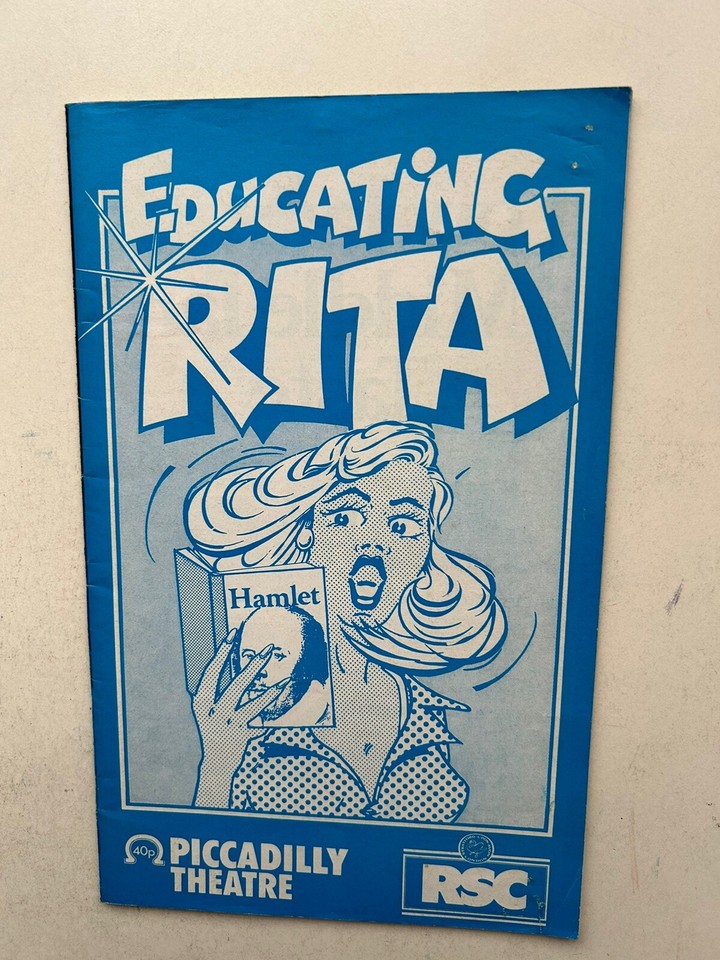 EDUCATiNG
RITA
Hamlet
40p
PICCADILLY
THEATRE
RSC